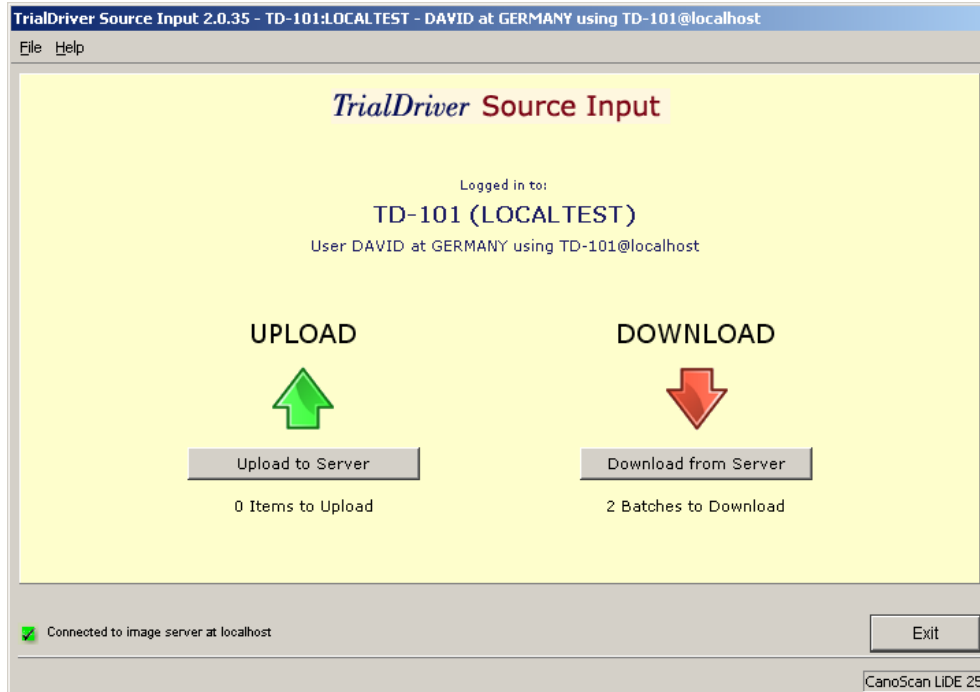 TrialDriver Source Input 2.0.35 - TD-101:LOCALTEST - DAVID at GERMANY using TD-101@localhost
File Help
TrialDriver Source Input
Logged in to:
TD-101 (LOCALTEST)
User DAVID at GERMANY using TD-101@localhost
UPLOAD DOWNLOAD
Upload to Server Download from Server
0 Items to Upload 2 Batches to Download
Connected to image server at localhost Exit
CanoScan LiDE 25